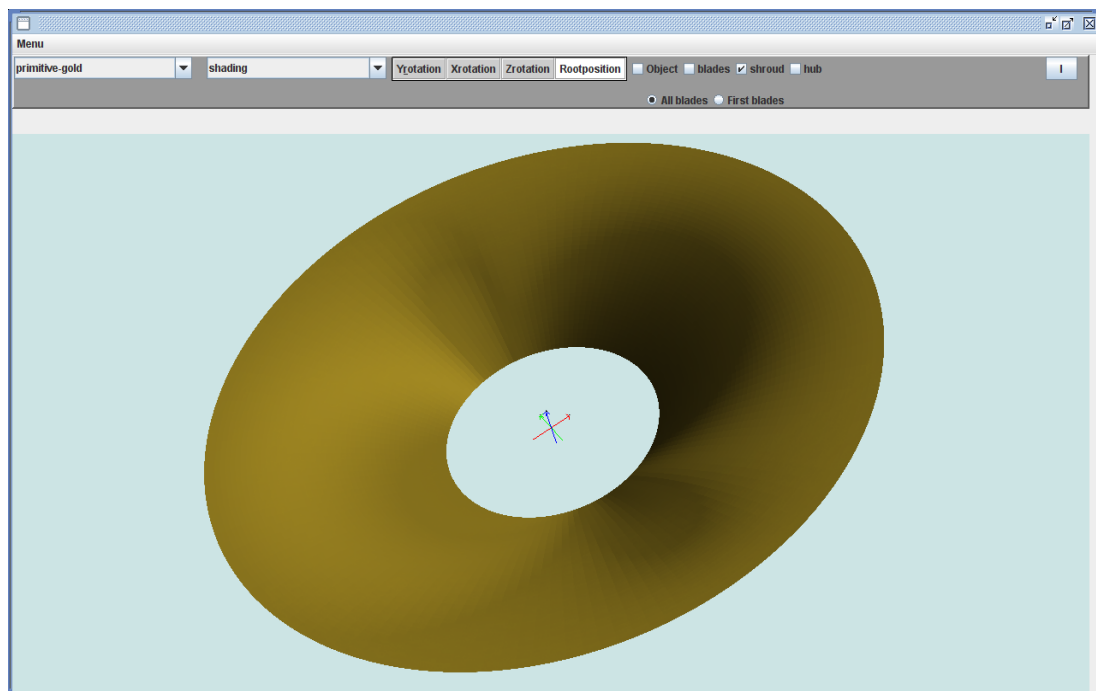 Menu
primitive-gold shading Yrotation Xrotation Zrotation Rootposition Object blades shroud hub I
All blades First blades